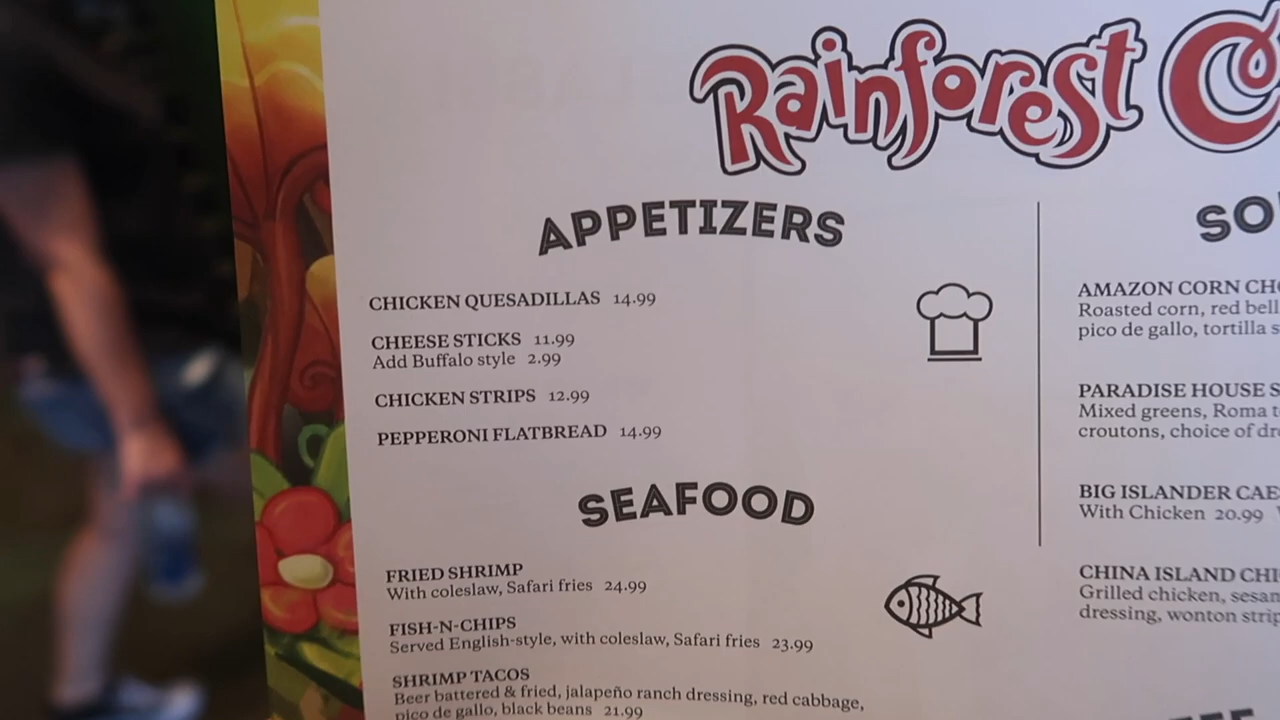 Rainforest
APPETIZERS
CHICKEN QUESADILLAS 14.99
CHEESE STICKS 11.99
Add Buffalo style 2.99
CHICKEN STRIPS 12.99
PEPPERONI FLATBREAD 14.99
SEAFOOD
FRIED SHRIMP
With coleslaw, Safari fries 24.99
FISH-N-CHIPS
Served English-style, with coleslaw, Safari fries 23.99
SHRIMP TACOS
Beer battered & fried, jalapeño ranch dressing, red cabbage,
pico de gallo, black beans 21.99
AMAZON CORN
Roasted corn, red
pico de gallo, tortilla
PARADISE HOUSE
Mixed greens, Roma
croutons, choice of
BIG ISLANDER
With Chicken 20.99
CHINA ISLAND
Grilled chicken,
dressing, wonton